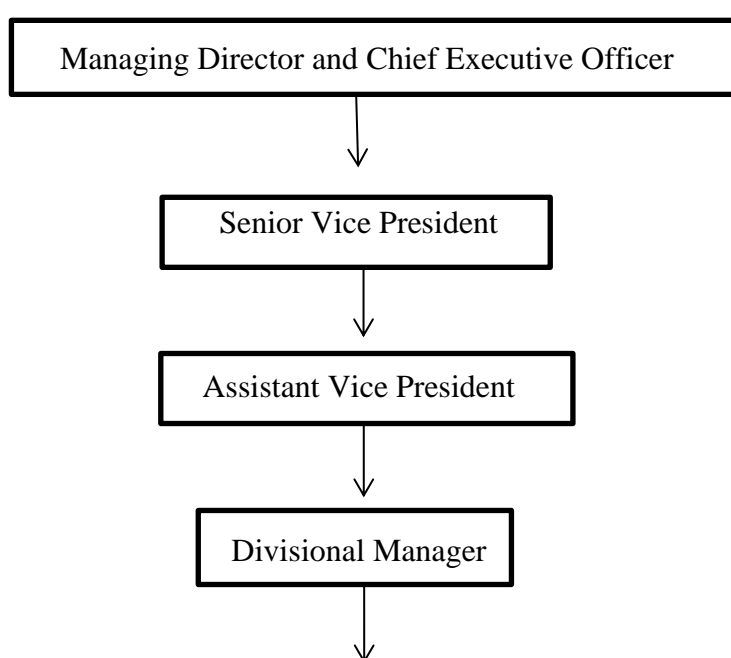 Managing Director and Chief Executive Officer
Senior Vice President
Assistant Vice President
Divisional Manager